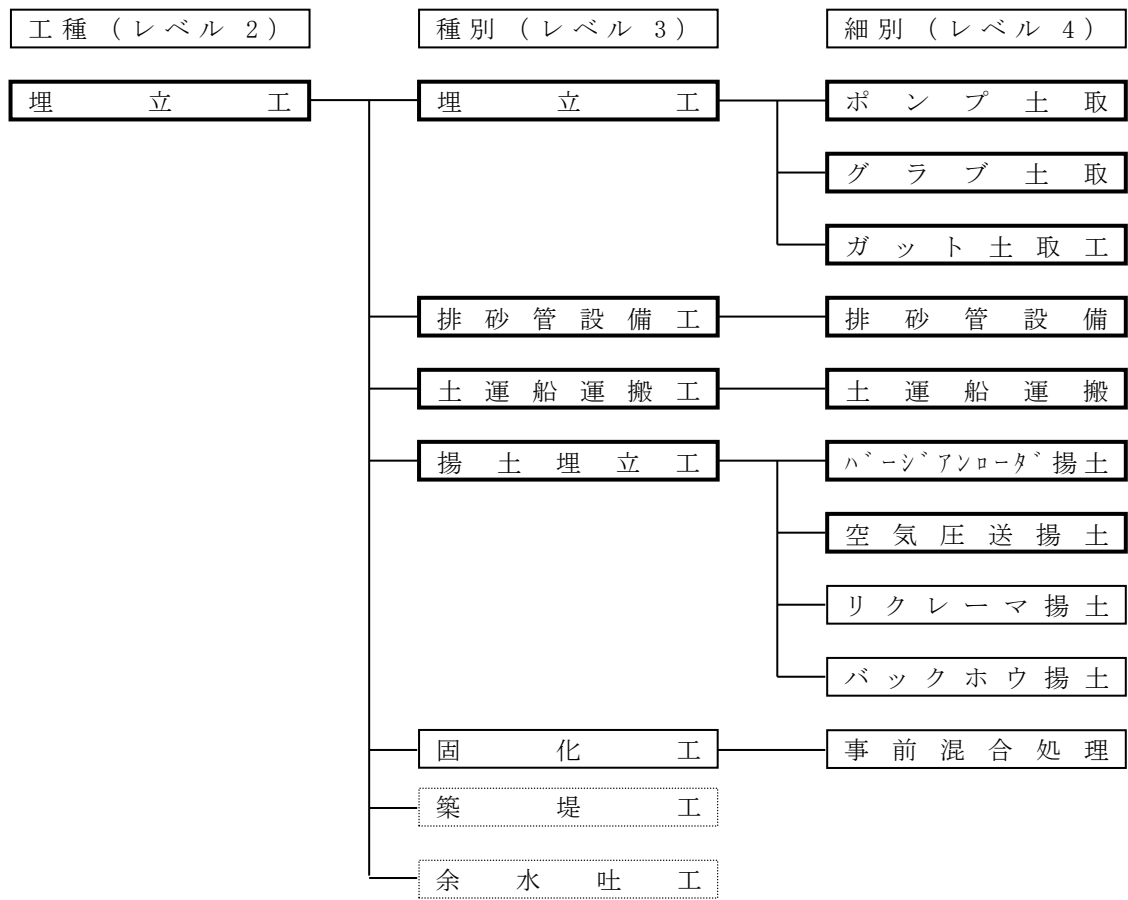 工種（レベル 2） 種別（レベル 3） 細別（レベル 4）
埋立工 埋立工 ポンプ土取
グラブ土取
ガット土取工
排砂管設備工 排砂管設備
土運船運搬工 土運船運搬
揚土埋立工 バージアンローダ揚土
空気圧送揚土
リクレーマ揚土
バックホウ揚土
固化工 事前混合処理
築堤工
余水吐工